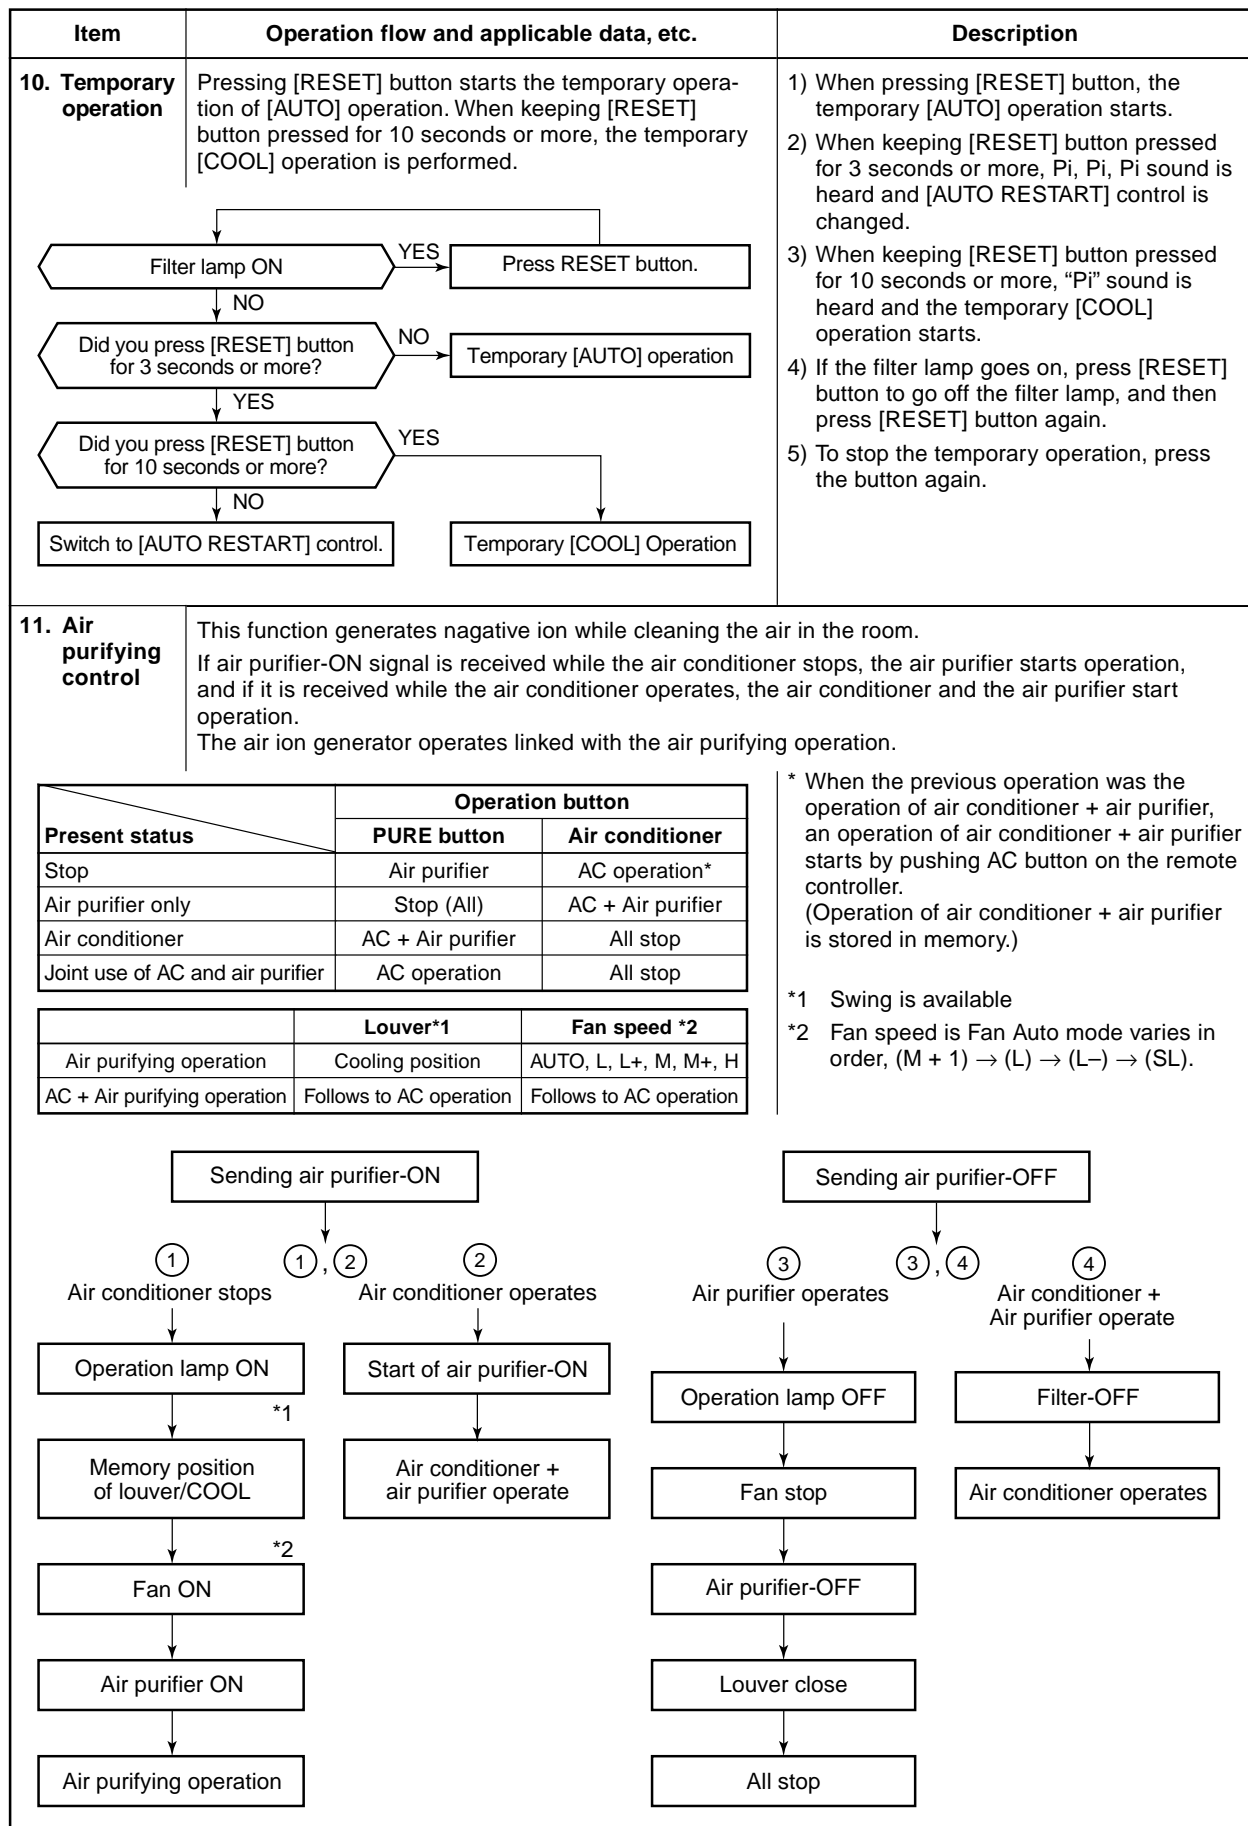 Item
Operation flow and applicable data, etc.
Description
10. Temporary
operation
Pressing [RESET] button starts the temporary opera-
tion of [AUTO] operation. When keeping [RESET]
button pressed for 10 seconds or more, the temporary
[COOL] operation is performed.
Filter lamp ON
YES
Press RESET button.
NO
Did you press [RESET] button
for 3 seconds or more?
NO
Temporary [AUTO] operation
YES
Did you press [RESET] button
for 10 seconds or more?
YES
NO
Switch to [AUTO RESTART] control.
Temporary [COOL] Operation
1) When pressing [RESET] button, the
temporary [AUTO] operation starts.
2) When keeping [RESET] button pressed
for 3 seconds or more, Pi, Pi, Pi sound is
heard and [AUTO RESTART] control is
changed.
3) When keeping [RESET] button pressed
for 10 seconds or more, “Pi” sound is
heard and the temporary [COOL]
operation starts.
4) If the filter lamp goes on, press [RESET]
button to go off the filter lamp, and then
press [RESET] button again.
5) To stop the temporary operation, press
the button again.
11. Air
purifying
control
This function generates nagative ion while cleaning the air in the room.
If air purifier-ON signal is received while the air conditioner stops, the air purifier starts operation,
and if it is received while the air conditioner operates, the air conditioner and the air purifier start
operation.
The air ion generator operates linked with the air purifying operation.
Operation button
Present status PURE button Air conditioner
Stop Air purifier AC operation*
Air purifier only Stop (All) AC + Air purifier
Air conditioner AC + Air purifier All stop
Joint use of AC and air purifier AC operation All stop
Louver*1 Fan speed *2
Air purifying operation Cooling position AUTO, L, L+, M, M+, H
AC + Air purifying operation Follows to AC operation Follows to AC operation
* When the previous operation was the
operation of air conditioner + air purifier,
an operation of air conditioner + air purifier
starts by pushing AC button on the remote
controller.
(Operation of air conditioner + air purifier
is stored in memory.)
*1 Swing is available
*2 Fan speed is Fan Auto mode varies in
order, (M + 1) → (L) → (L–) → (SL).
Sending air purifier-ON
① ①, ② ②
Air conditioner stops
Air conditioner operates
Operation lamp ON
*1
Memory position
of louver/COOL
*2
Fan ON
Air purifier ON
Air purifying operation
Start of air purifier-ON
Air conditioner +
air purifier operate
Sending air purifier-OFF
③ ③, ④ ④
Air purifier operates
Air conditioner +
Air purifier operate
Operation lamp OFF
Fan stop
Air purifier-OFF
Louver close
All stop
Filter-OFF
Air conditioner operates